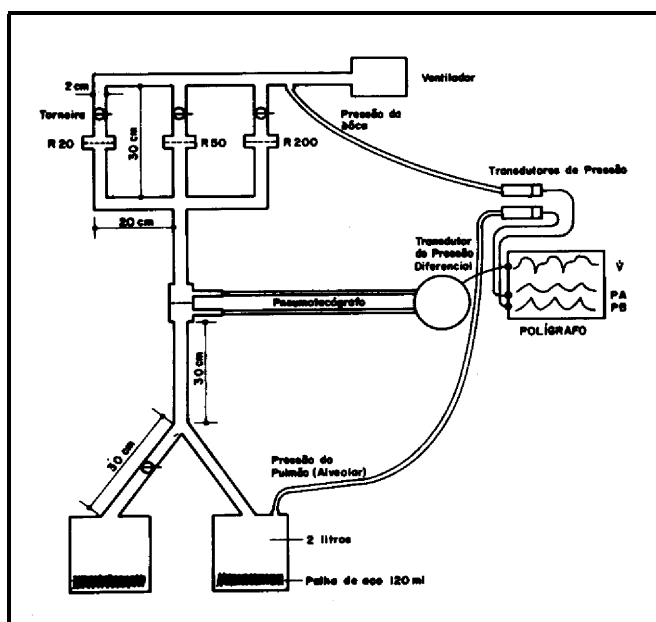 2 cm
Ventilador
Torneira
Pressão da
bôca
30 cm
R 20
R 50
R 200
Transdutores de Pressão
20 cm
Transdutor
de Pressão
Diferencial
V̇
Pneumotacógrafo
PA
PB
POLÍGRAFO
30 cm
30 cm
Pressão do
Pulmão (Alveolar)
2 litros
Palha de aço 120 ml